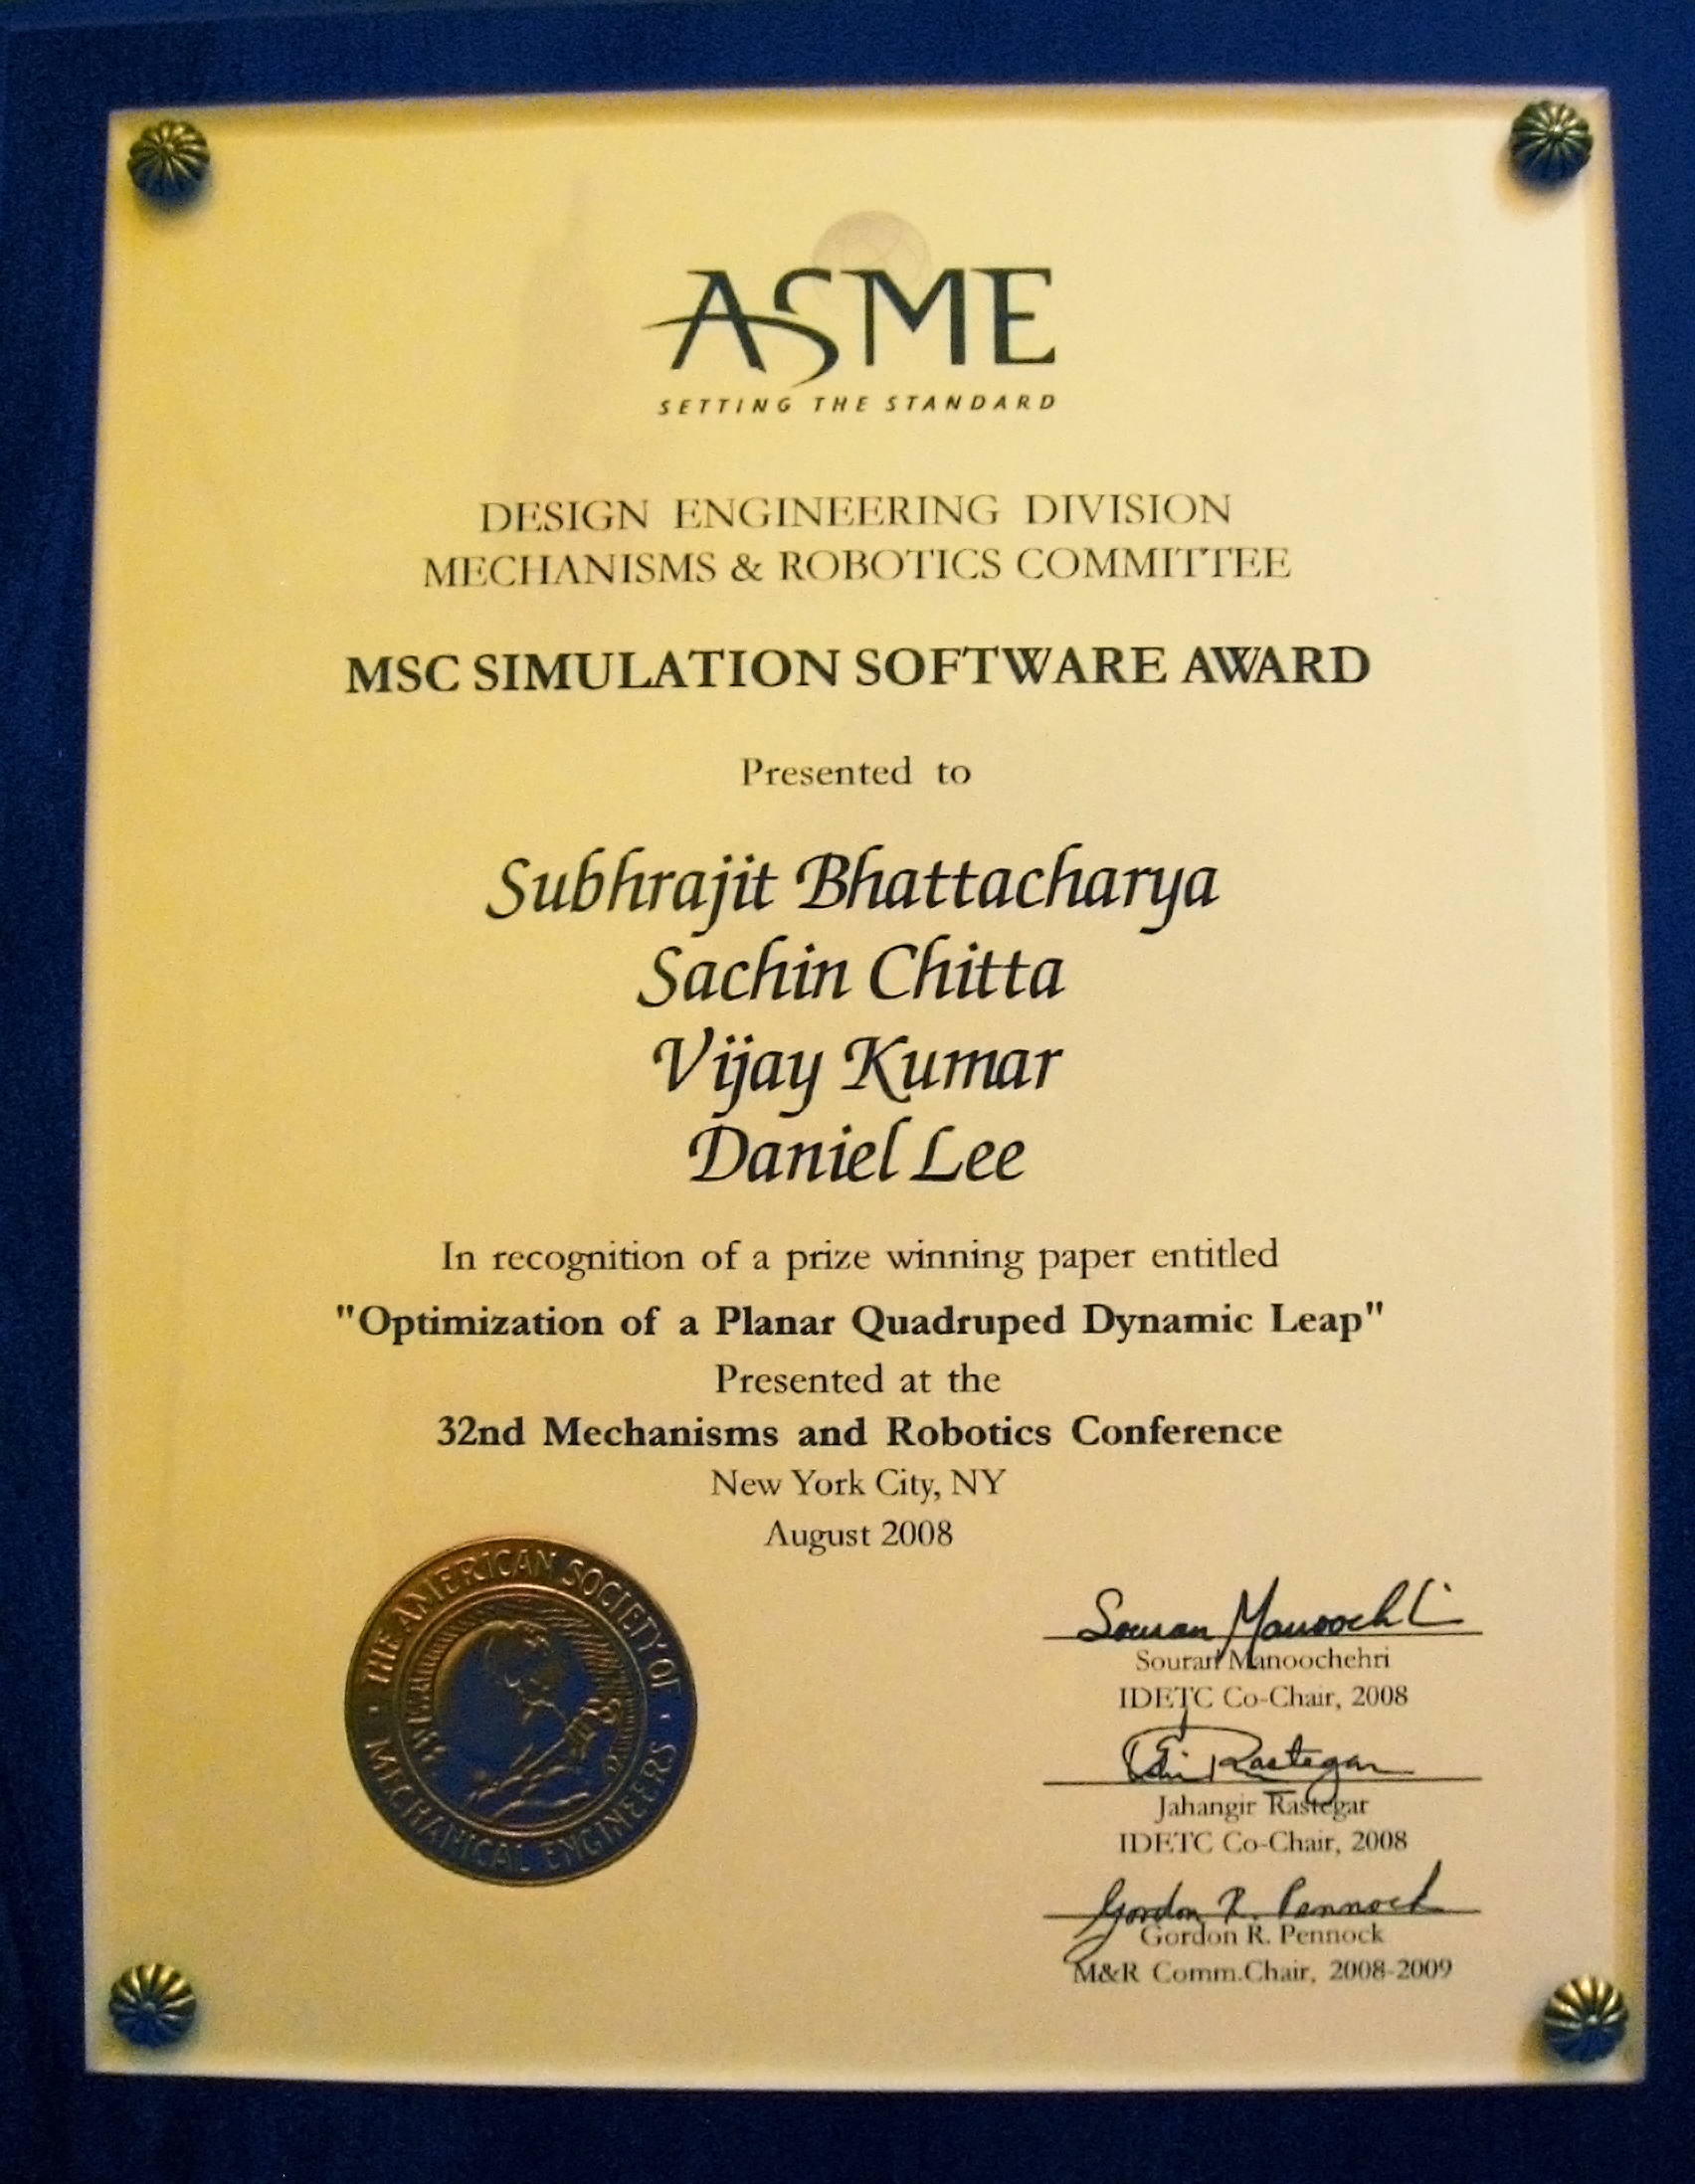 ASME
SETTING THE STANDARD
DESIGN ENGINEERING DIVISION
MECHANISMS & ROBOTICS COMMITTEE
MSC SIMULATION SOFTWARE AWARD
Presented to
Subhrajit Bhattacharya
Sachin Chitta
Vijay Kumar
Daniel Lee
In recognition of a prize winning paper entitled
"Optimization of a Planar Quadruped Dynamic Leap"
Presented at the
32nd Mechanisms and Robotics Conference
New York City, NY
August 2008
THE AMERICAN SOCIETY OF
MECHANICAL ENGINEERS
Souran Manoochehri
IDETC Co-Chair, 2008
Rastegar
Jahangir Rastegar
IDETC Co-Chair, 2008
Gordon R. Pennock
Gordon R. Pennock
M&R Comm.Chair, 2008-2009